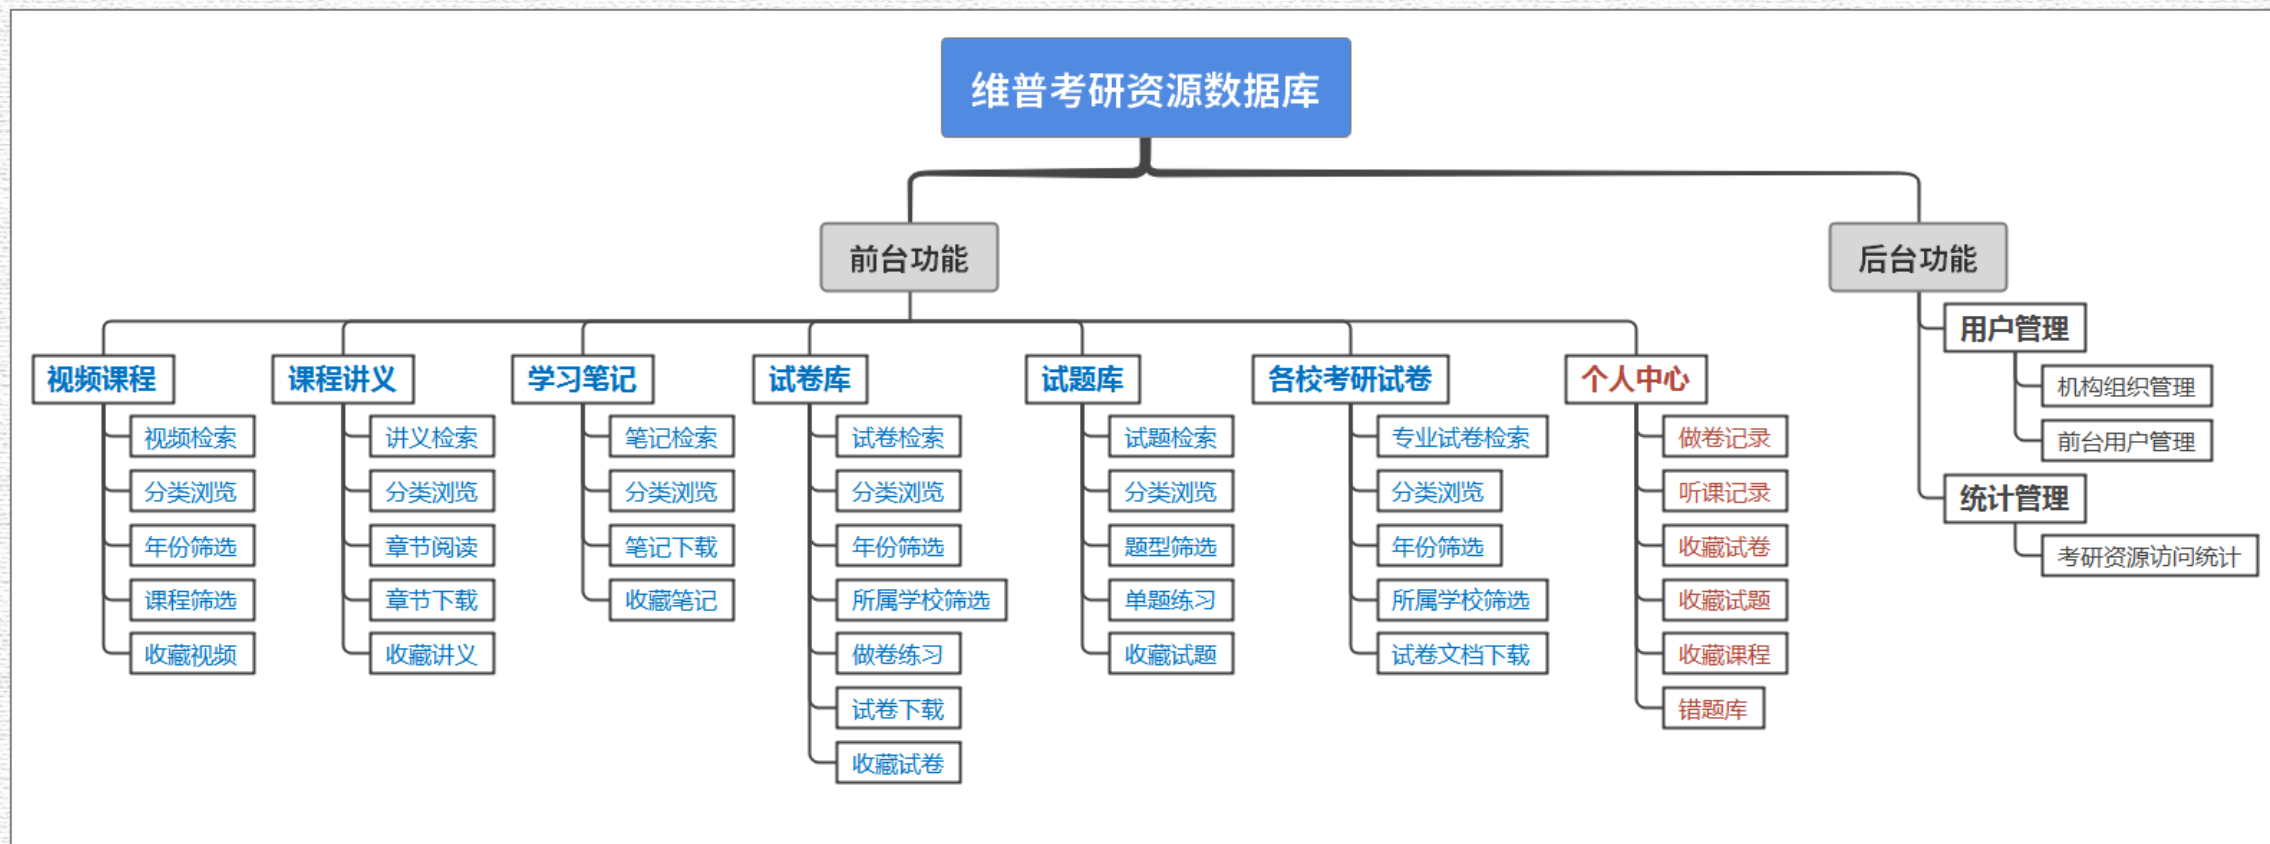 维普考研资源数据库
前台功能
后台功能
视频课程
视频检索
分类浏览
年份筛选
课程筛选
收藏视频
课程讲义
讲义检索
分类浏览
章节阅读
章节下载
收藏讲义
学习笔记
笔记检索
分类浏览
笔记下载
收藏笔记
试卷库
试卷检索
分类浏览
年份筛选
所属学校筛选
做卷练习
试卷下载
收藏试卷
试题库
试题检索
分类浏览
题型筛选
单题练习
收藏试题
各校考研试卷
专业试卷检索
分类浏览
年份筛选
所属学校筛选
试卷文档下载
个人中心
做卷记录
听课记录
收藏试卷
收藏试题
收藏课程
错题库
用户管理
机构组织管理
前台用户管理
统计管理
考研资源访问统计